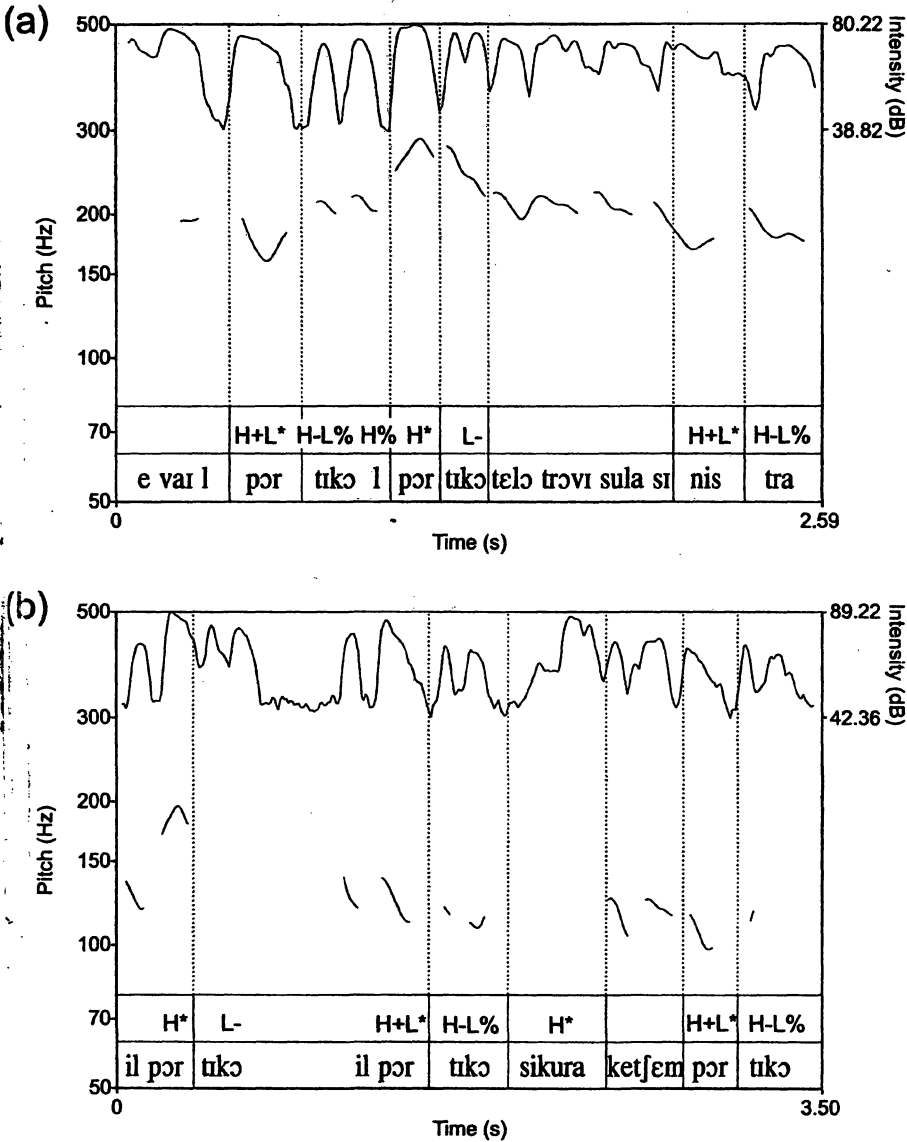 (a)
500
300
200
150
100
70
50
Pitch (Hz)
80.22
38.82
Intensity (dB)
H+L* H-L% H% H* L- H+L* H-L%
e vaɪ l pɔr tɪkɔ l pɔr tɪkɔ tɛlɔ trɔvɪ sula sɪ nis tra
0 2.59
Time (s)
(b)
500
300
200
150
100
70
50
Pitch (Hz)
89.22
42.36
Intensity (dB)
H* L- H+L* H-L% H* H+L* H-L%
il pɔr tɪkɔ il pɔr tɪkɔ sikura ketʃɛm pɔr tɪkɔ
0 3.50
Time (s)